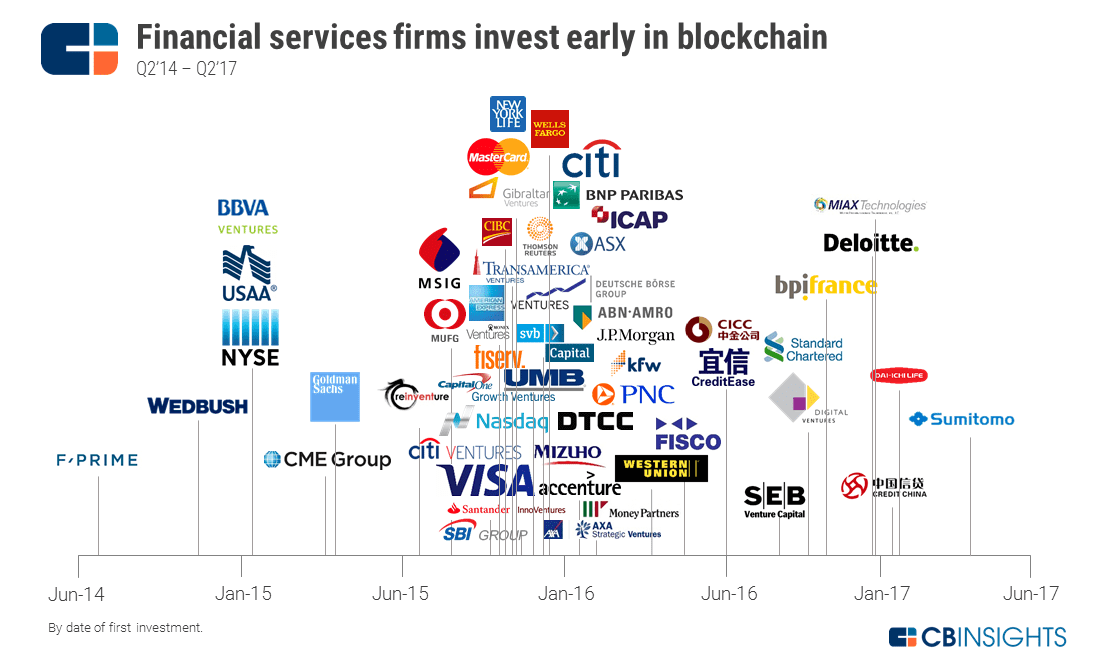 Financial services firms invest early in blockchain
Q2'14 – Q2'17
NEW YORK LIFE
WELLS FARGO
MasterCard
citi
Gibraltar Ventures
BNP PARIBAS
ICAP
BBVA
VENTURES
MIAX Technologies
CIBC
THOMSON REUTERS
ASX
Deloitte.
USAA®
MSIG
TRANSAMERICA®
VENTURES
DEUTSCHE BÖRSE
GROUP
bpifrance
AMERICAN EXPRESS
VENTURES
ABN·AMRO
NYSE
MUFG
MONEX
Ventures
svb
J.P.Morgan
CICC
中金公司
Standard
Chartered
fiserv.
Capital
kfw
宜信
CreditEase
DAI-ICHI LIFE
Goldman
Sachs
reinventure
CapitalOne
Growth Ventures
UMB
PNC
WEDBUSH
Nasdaq
DTCC
FISCO
DIGITAL
VENTURES
Sumitomo
F-PRIME
CME Group
citi VENTURES
MIZUHO
WESTERN
UNION
VISA
accenture
SEB
Venture Capital
中国信贷
CREDIT CHINA
Santander InnoVentures
Money Partners
SBI GROUP
AXA
AXA
Strategic Ventures
Jun-14
Jan-15
Jun-15
Jan-16
Jun-16
Jan-17
Jun-17
By date of first investment.
CBINSIGHTS